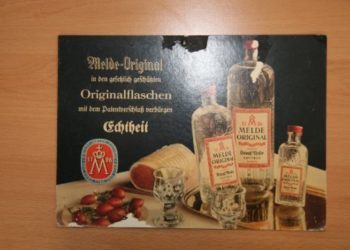 Melde-Original
in den gesetzlich geschützten
Originalflaschen
mit dem Patentverschluß verbürgen
Echtheit
M
MELDE
ORIGINAL
MELDE
ORIGINAL
MELDE
ORIGINAL